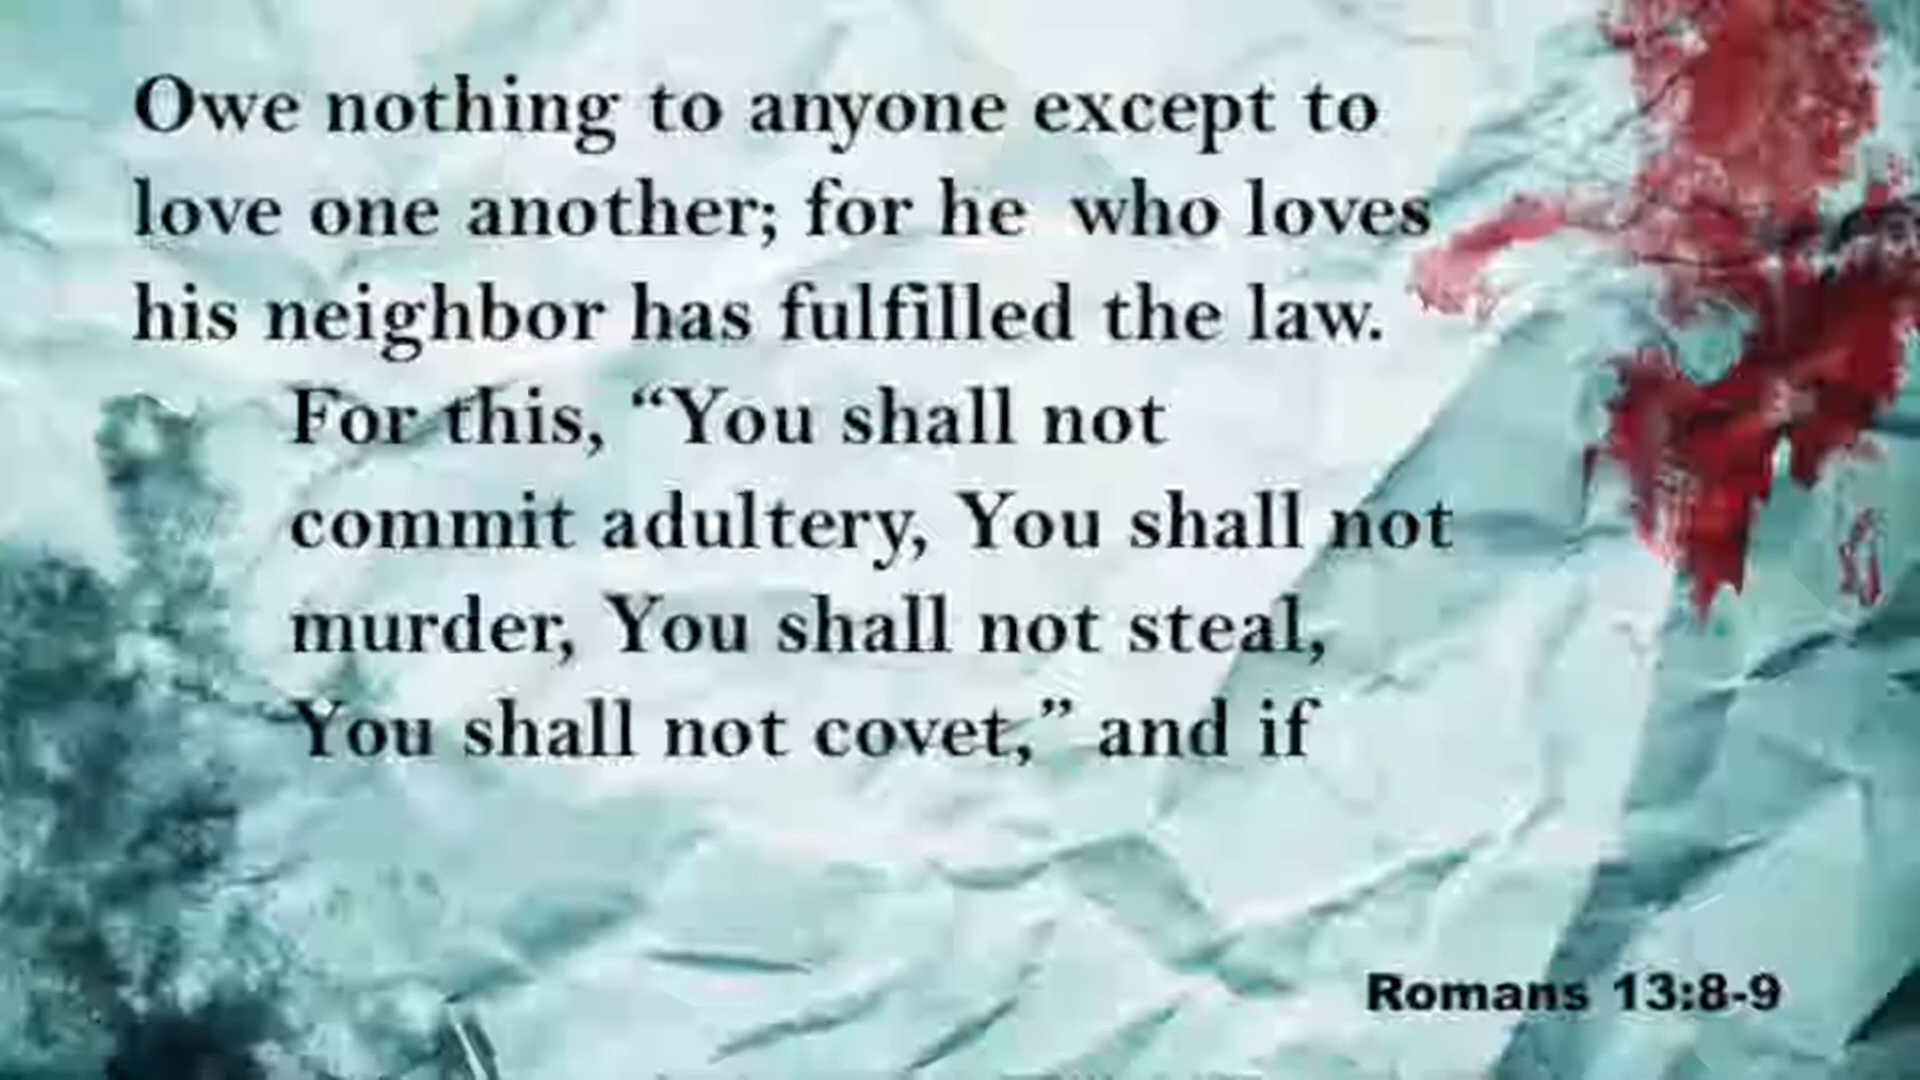 Owe nothing to anyone except to
love one another; for he who loves
his neighbor has fulfilled the law.
For this, “You shall not
commit adultery, You shall not
murder, You shall not steal,
You shall not covet,” and if
Romans 13:8-9